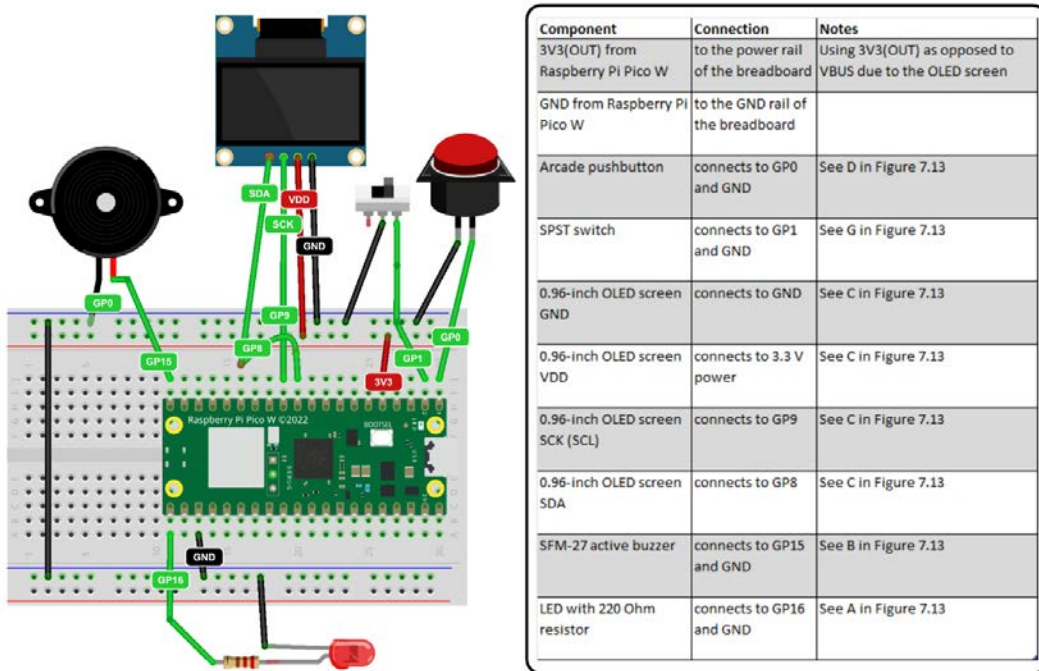 SDA
VDD
SCK
GND
GP0
GP9
GP8
GP15
GP1
GP0
3V3
Raspberry Pi Pico W ©2022
BOOTSEL
GND
GP16
Component Connection Notes
3V3(OUT) from to the power rail Using 3V3(OUT) as opposed to
Raspberry Pi Pico W of the breadboard VBUS due to the OLED screen
GND from Raspberry Pi to the GND rail of
Pico W the breadboard
Arcade pushbutton connects to GP0 See D in Figure 7.13
and GND
SPST switch connects to GP1 See G in Figure 7.13
and GND
0.96-inch OLED screen connects to GND See C in Figure 7.13
GND
0.96-inch OLED screen connects to 3.3 V See C in Figure 7.13
VDD power
0.96-inch OLED screen connects to GP9 See C in Figure 7.13
SCK (SCL)
0.96-inch OLED screen connects to GP8 See C in Figure 7.13
SDA
SFM-27 active buzzer connects to GP15 See B in Figure 7.13
and GND
LED with 220 Ohm connects to GP16 See A in Figure 7.13
resistor and GND